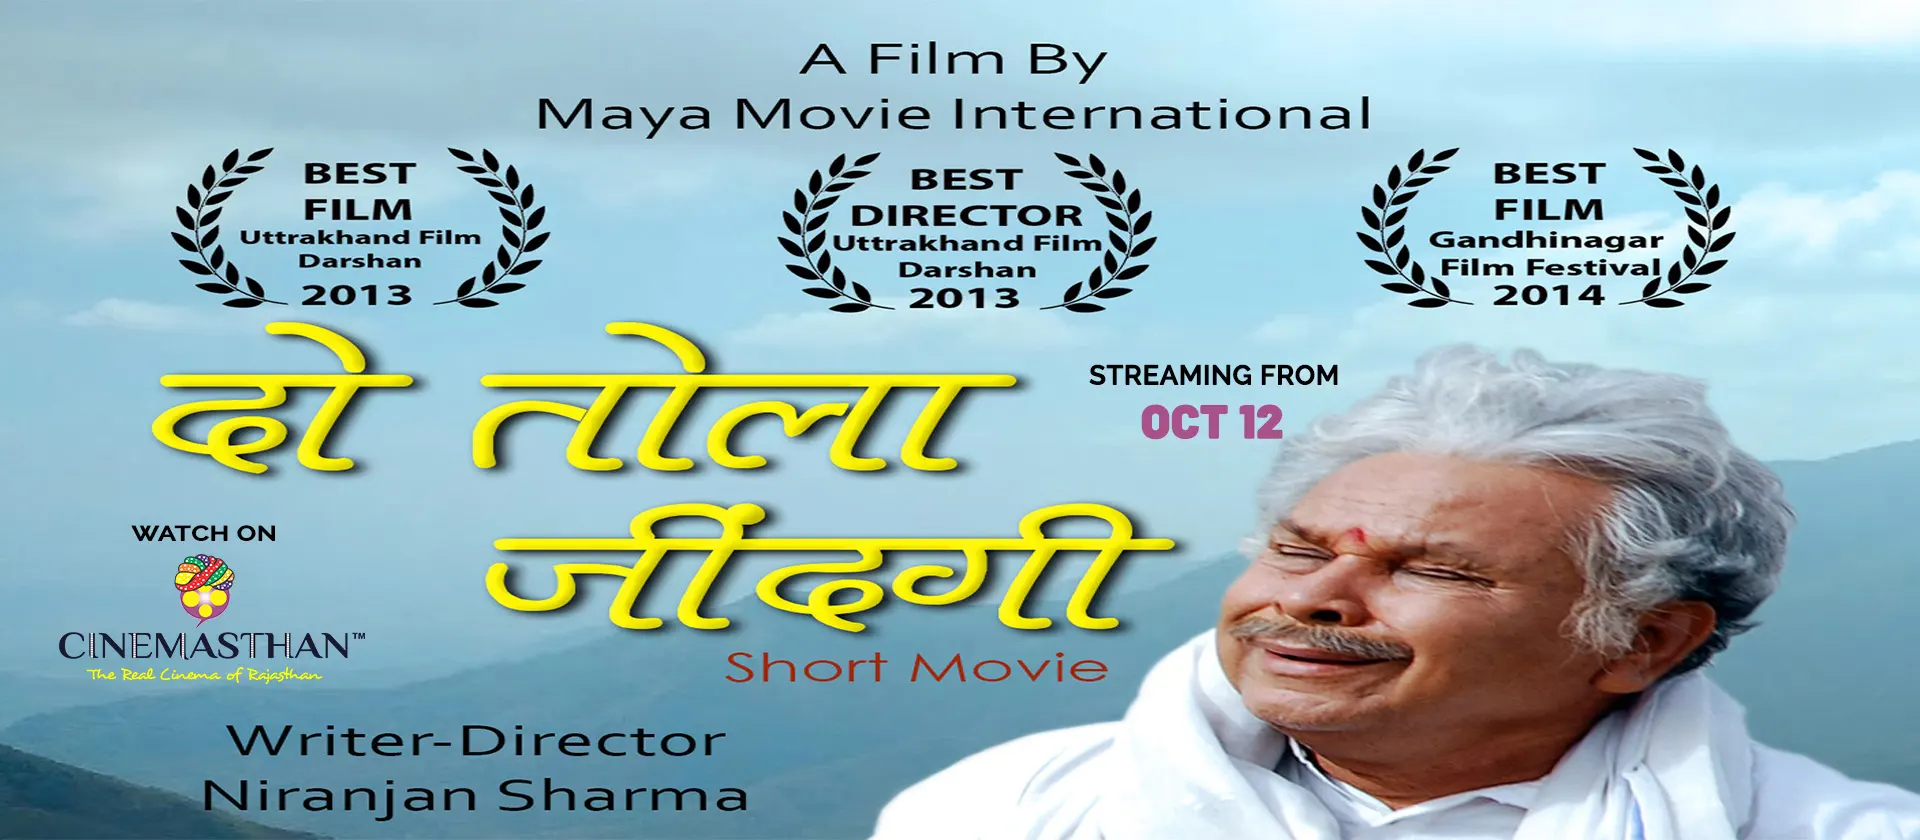 A Film By
Maya Movie International
BEST
FILM
Uttrakhand Film
Darshan
2013
BEST
DIRECTOR
Uttrakhand Film
Darshan
2013
BEST
FILM
Gandhinagar
Film Festival
2014
दो तोला
जींदगी
Short Movie
STREAMING FROM
OCT 12
WATCH ON
CINEMASTHAN™
The Real Cinema of Rajasthan
Writer-Director
Niranjan Sharma